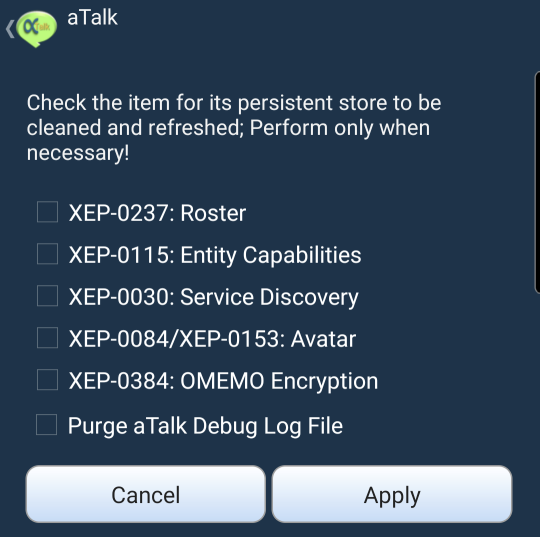 aTalk
Check the item for its persistent store to be
cleaned and refreshed; Perform only when
necessary!
XEP-0237: Roster
XEP-0115: Entity Capabilities
XEP-0030: Service Discovery
XEP-0084/XEP-0153: Avatar
XEP-0384: OMEMO Encryption
Purge aTalk Debug Log File
Cancel
Apply